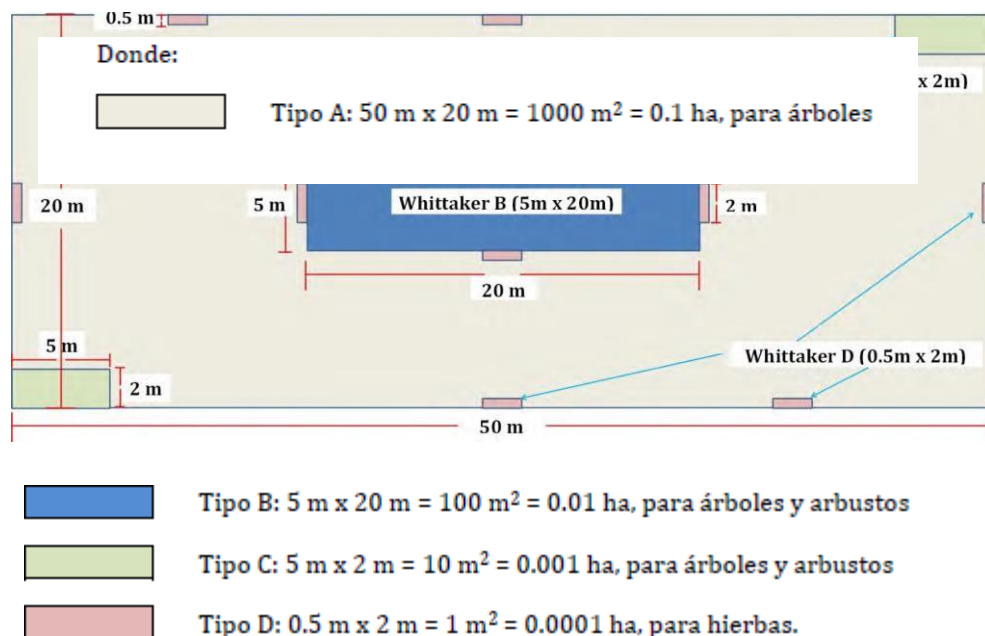 0.5 m
Donde:
x 2m)
Tipo A: 50 m x 20 m = 1000 m² = 0.1 ha, para árboles
20 m
5 m
Whittaker B (5m x 20m)
2 m
20 m
5 m
Whittaker D (0.5m x 2m)
2 m
50 m
Tipo B: 5 m x 20 m = 100 m² = 0.01 ha, para árboles y arbustos
Tipo C: 5 m x 2 m = 10 m² = 0.001 ha, para árboles y arbustos
Tipo D: 0.5 m x 2 m = 1 m² = 0.0001 ha, para hierbas.